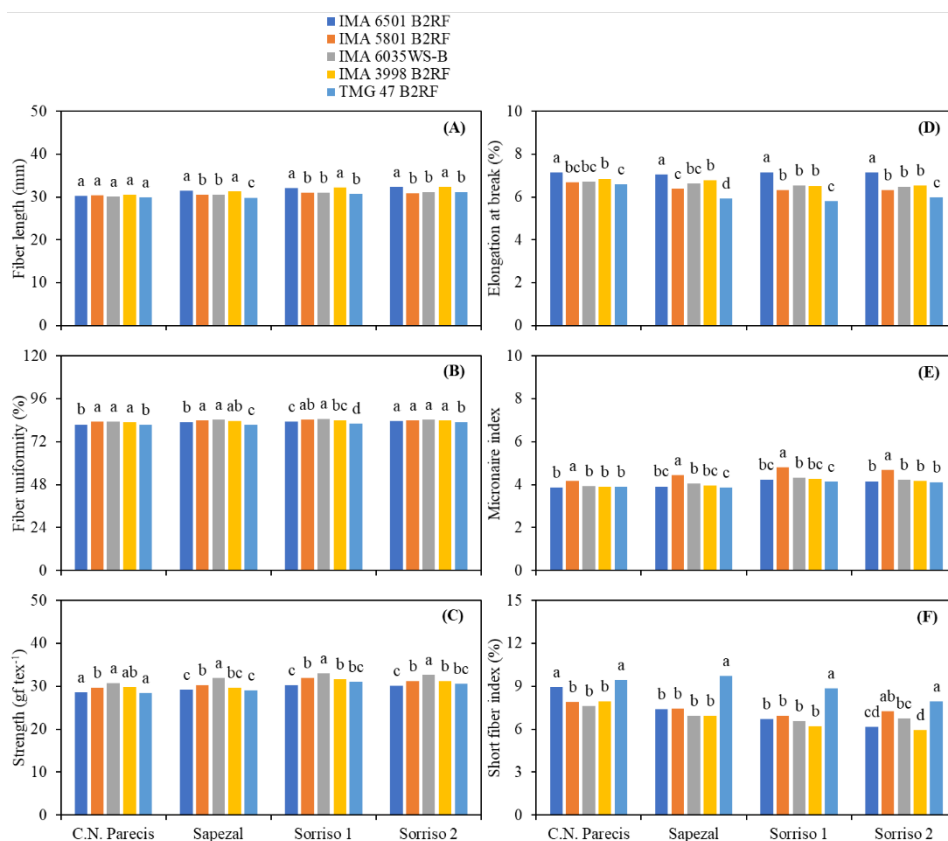 IMA 6501 B2RF
IMA 5801 B2RF
IMA 6035WS-B
IMA 3998 B2RF
TMG 47 B2RF
(A)
Fiber length (mm)
50
40
30
20
10
0
a a a a a
a b b a c
a b b a b
a b b a b
(B)
Fiber uniformity (%)
120
96
72
48
24
0
b a a a b
b a a ab c
c ab a bc d
a a a a b
(C)
Strength (gf tex⁻¹)
50
40
30
20
10
0
a b a ab a
c b a bc c
c b a b bc
c b a b bc
C.N. Parecis
Sapezal
Sorriso 1
Sorriso 2
(D)
Elongation at break (%)
10
8
6
4
2
0
a bc bc b c
a c bc b d
a b b b c
a b b b c
(E)
Micronaire index
10
8
6
4
2
0
b a b b b
bc a b bc c
bc a b bc c
b a b b b
(F)
Short fiber index (%)
15
12
9
6
3
0
a b b b a
b b b b a
b b b b a
cd ab bc d a
C.N. Parecis
Sapezal
Sorriso 1
Sorriso 2